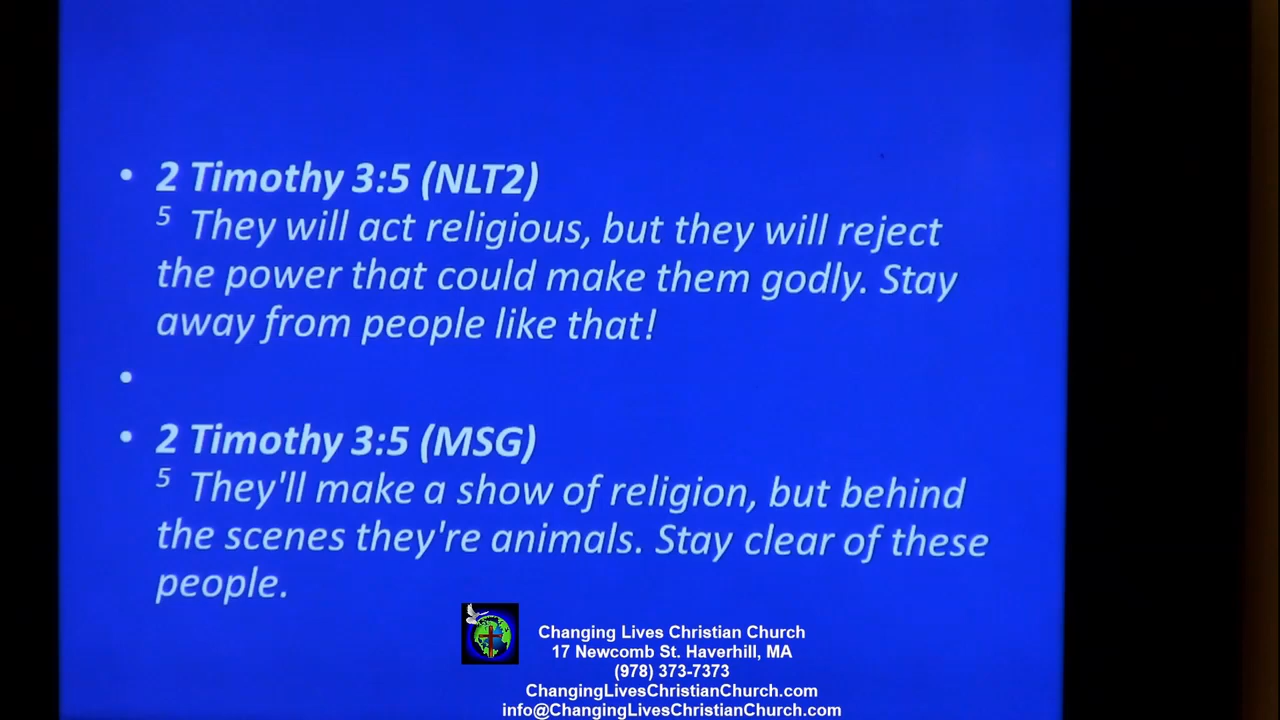 • 2 Timothy 3:5 (NLT2)
5 They will act religious, but they will reject
the power that could make them godly. Stay
away from people like that!
•
• 2 Timothy 3:5 (MSG)
5 They'll make a show of religion, but behind
the scenes they're animals. Stay clear of these
people.
Changing Lives Christian Church
17 Newcomb St. Haverhill, MA
(978) 373-7373
ChangingLivesChristianChurch.com
info@ChangingLivesChristianChurch.com